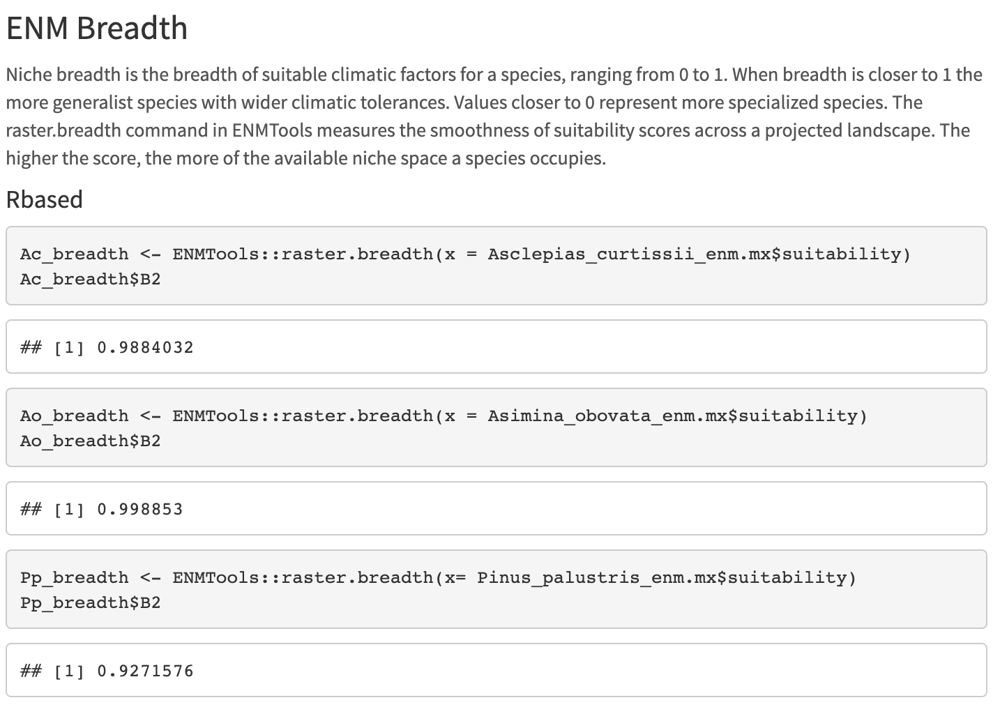 ENM Breadth
Niche breadth is the breadth of suitable climatic factors for a species, ranging from 0 to 1. When breadth is closer to 1 the
more generalist species with wider climatic tolerances. Values closer to 0 represent more specialized species. The
raster.breadth command in ENMTools measures the smoothness of suitability scores across a projected landscape. The
higher the score, the more of the available niche space a species occupies.
Rbased
Ac_breadth <- ENMTools::raster.breadth(x = Asclepias_curtissii_enm.mx$suitability)
Ac_breadth$B2
## [1] 0.9884032
Ao_breadth <- ENMTools::raster.breadth(x = Asimina_obovata_enm.mx$suitability)
Ao_breadth$B2
## [1] 0.998853
Pp_breadth <- ENMTools::raster.breadth(x= Pinus_palustris_enm.mx$suitability)
Pp_breadth$B2
## [1] 0.9271576